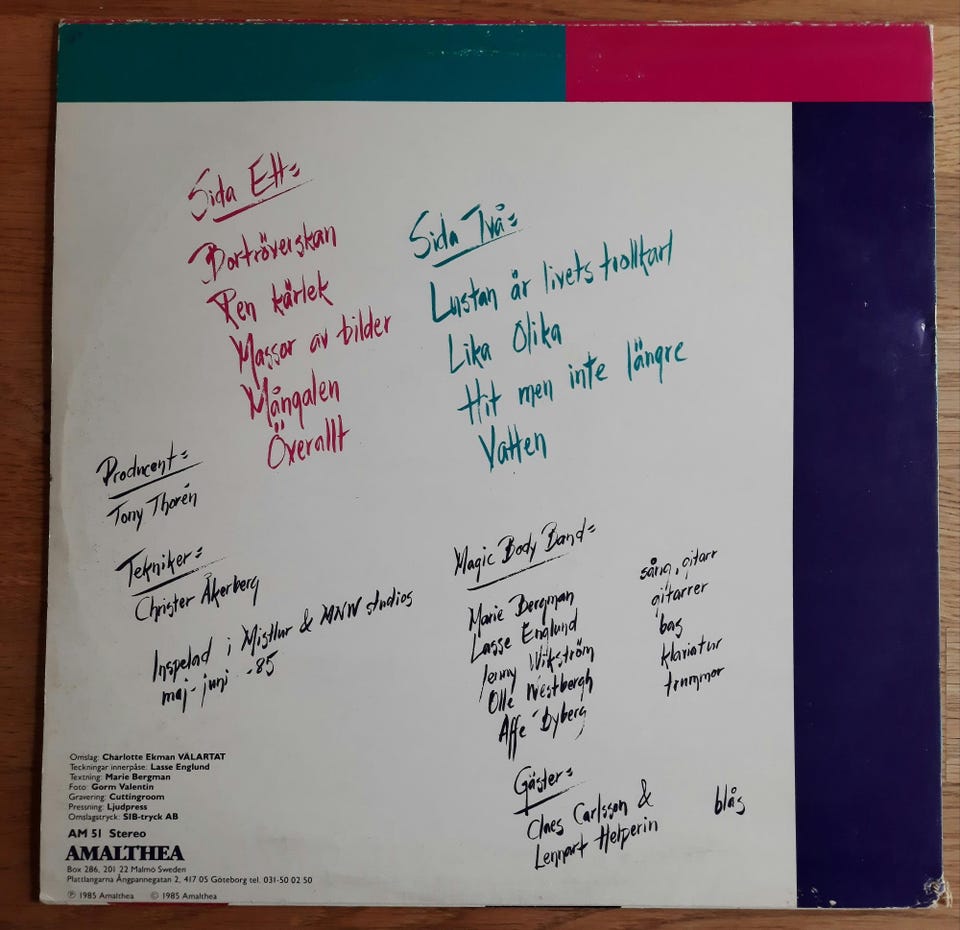 Sida Ett=
Bortröverskan
Ren kärlek
Massor av bilder
Mångalen
Överallt
Sida Två=
Lustan är livets trollkarl
Lika Olika
Hit men inte längre
Vatten
Producent=
Tony Thorén
Tekniker=
Christer Åkerberg
Inspelad i Mistlur & MNW studios
maj-juni -85
Magic Body Band=
Marie Bergman sång, gitarr
Lasse Englund gitarrer
Jenny Wikström bas
Olle Westbergh klaviatur
Affe Dyberg trummor
Gäster=
Claes Carlsson & blås
Lennart Helperin
Omslag: Charlotte Ekman VÄLARTAT
Teckningar innerpåse: Lasse Englund
Textning: Marie Bergman
Foto: Gorm Valentin
Gravering: Cuttingroom
Pressning: Ljudpress
Omslagstryck: SIB-tryck AB
AM 51 Stereo
AMALTHEA
Box 286, 201 22 Malmö Sweden
Plattlangarna Ångpannegatan 2, 417 05 Göteborg tel. 031-50 02 50
℗ 1985 Amalthea © 1985 Amalthea